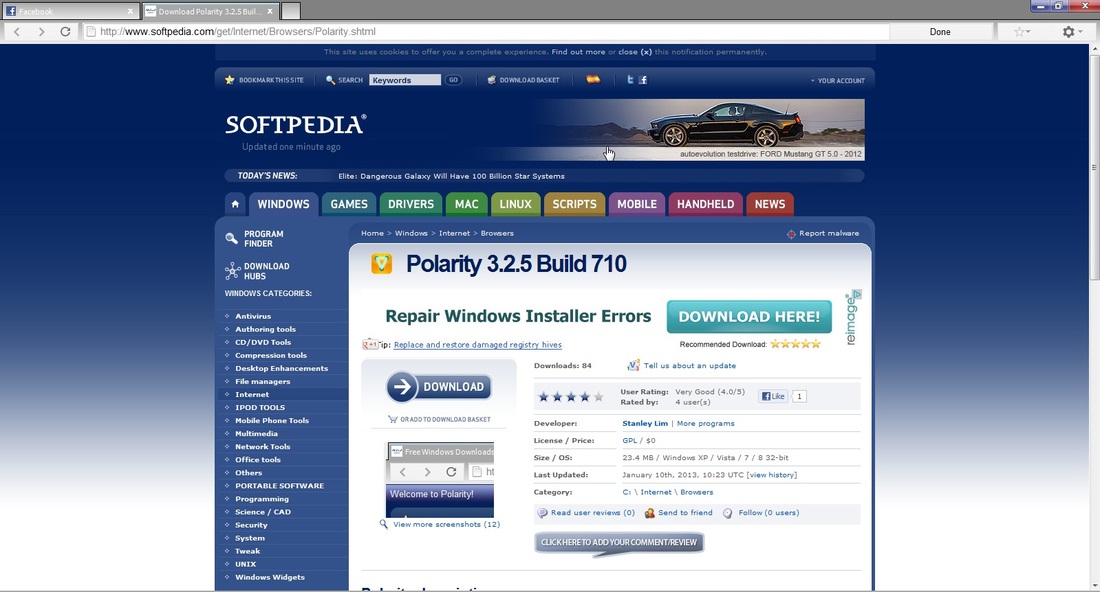 Facebook
Download Polarity 3.2.5 Buil...
http://www.softpedia.com/get/Internet/Browsers/Polarity.shtml
Done
This site uses cookies to offer you a complete experience. Find out more or close (x) this notification permanently.
BOOKMARK THIS SITE
SEARCH
Keywords
GO
DOWNLOAD BASKET
YOUR ACCOUNT
SOFTPEDIA®
Updated one minute ago
autoevolution testdrive: FORD Mustang GT 5.0 - 2012
TODAY'S NEWS:
Elite: Dangerous Galaxy Will Have 100 Billion Star Systems
WINDOWS
GAMES
DRIVERS
MAC
LINUX
SCRIPTS
MOBILE
HANDHELD
NEWS
PROGRAM
FINDER
DOWNLOAD
HUBS
WINDOWS CATEGORIES:
Antivirus
Authoring tools
CD/DVD Tools
Compression tools
Desktop Enhancements
File managers
Internet
IPOD TOOLS
Mobile Phone Tools
Multimedia
Network Tools
Office tools
Others
PORTABLE SOFTWARE
Programming
Science / CAD
Security
System
Tweak
UNIX
Windows Widgets
Home > Windows > Internet > Browsers
Report malware
Polarity 3.2.5 Build 710
Repair Windows Installer Errors
DOWNLOAD HERE!
reimage
Recommended Download:
+1
ip: Replace and restore damaged registry hives
DOWNLOAD
OR ADD TO DOWNLOAD BASKET
Free Windows Downloads
ht
Welcome to Polarity!
View more screenshots (12)
Downloads: 84
Tell us about an update
User Rating: Very Good (4.0/5)
Rated by: 4 user(s)
Like
1
Developer: Stanley Lim | More programs
License / Price: GPL / $0
Size / OS: 23.4 MB / Windows XP / Vista / 7 / 8 32-bit
Last Updated: January 10th, 2013, 10:23 UTC [view history]
Category: C: \ Internet \ Browsers
Read user reviews (0)
Send to friend
Follow (0 users)
CLICK HERE TO ADD YOUR COMMENT/REVIEW